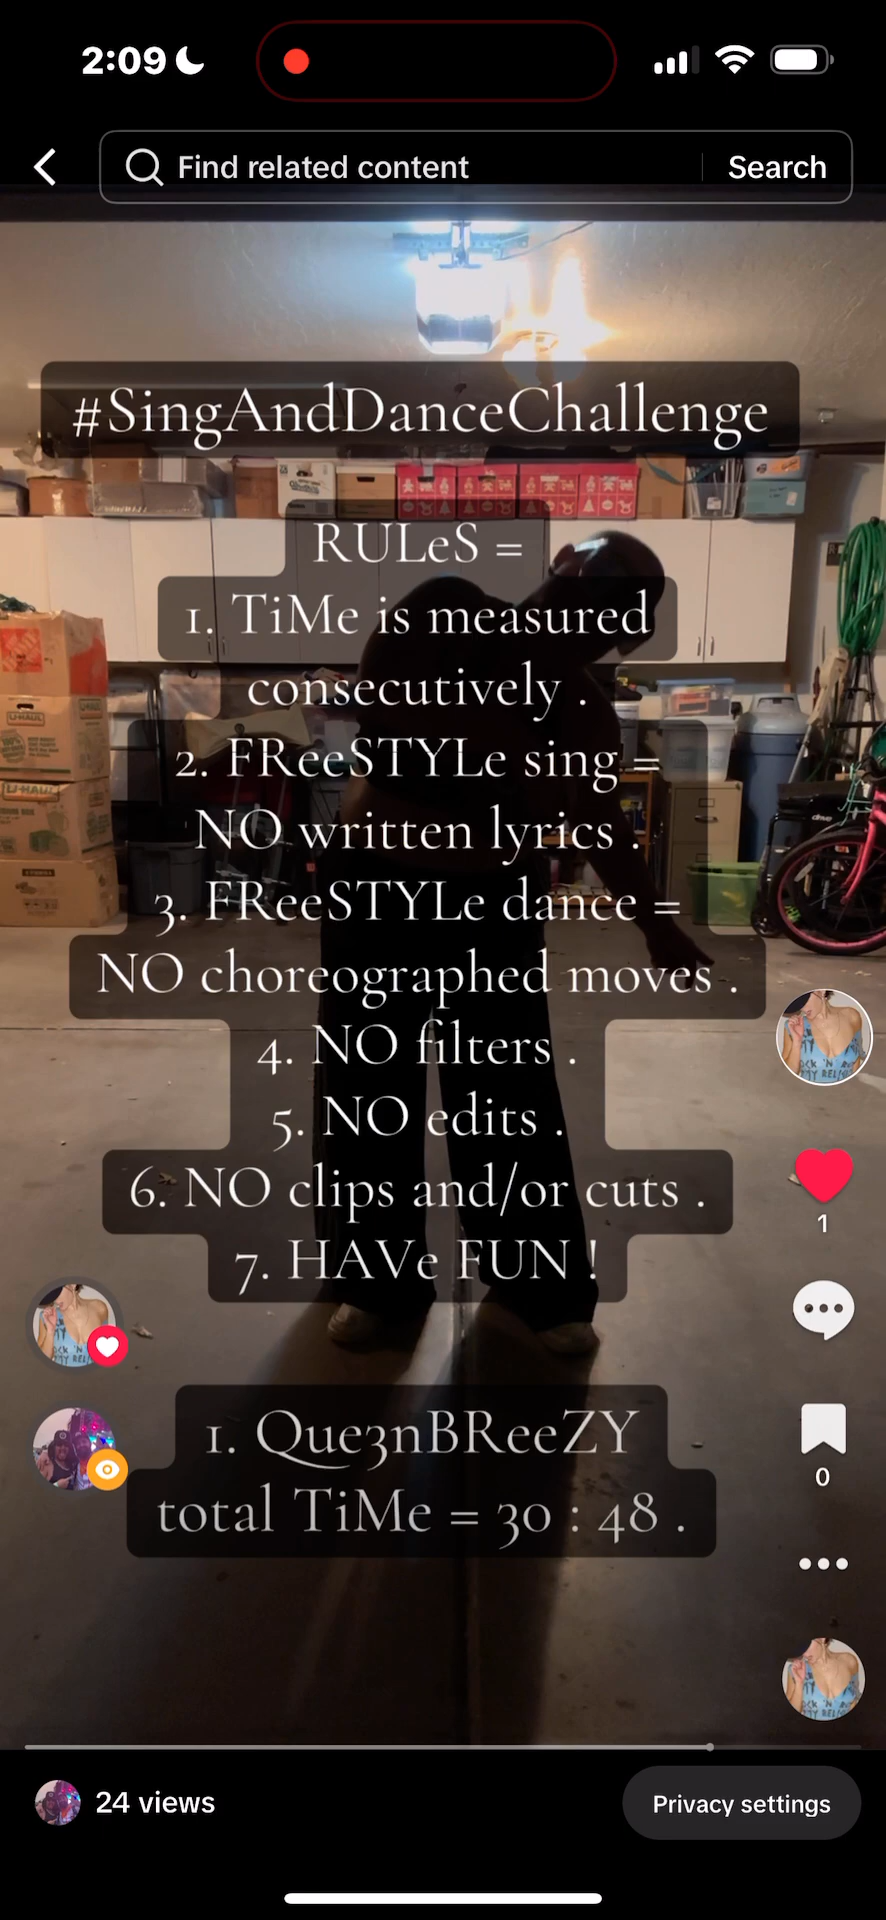 2:09
Find related content
Search
#SingAndDanceChallenge
RULeS =
1. TiMe is measured
consecutively .
2. FReeSTYLe sing =
NO written lyrics .
3. FReeSTYLe dance =
NO choreographed moves .
4. NO filters .
5. NO edits .
6. NO clips and/or cuts .
7. HAVe FUN !
1
1. Que3nBReeZY
total TiMe = 30 : 48 .
0
24 views
Privacy settings
U-HAUL
U-HAUL